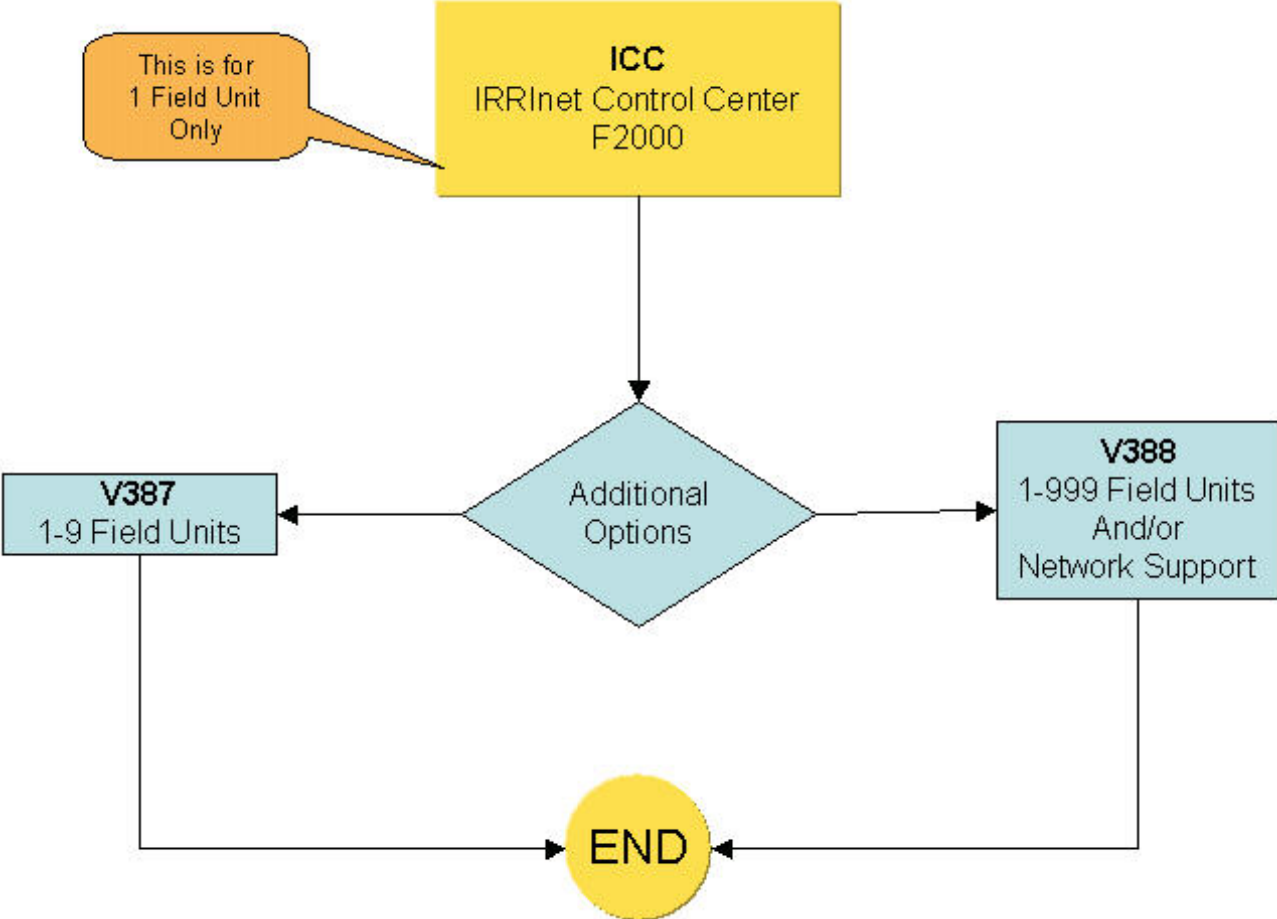 This is for
1 Field Unit
Only
ICC
IRRInet Control Center
F2000
Additional
Options
V387
1-9 Field Units
V388
1-999 Field Units
And/or
Network Support
END